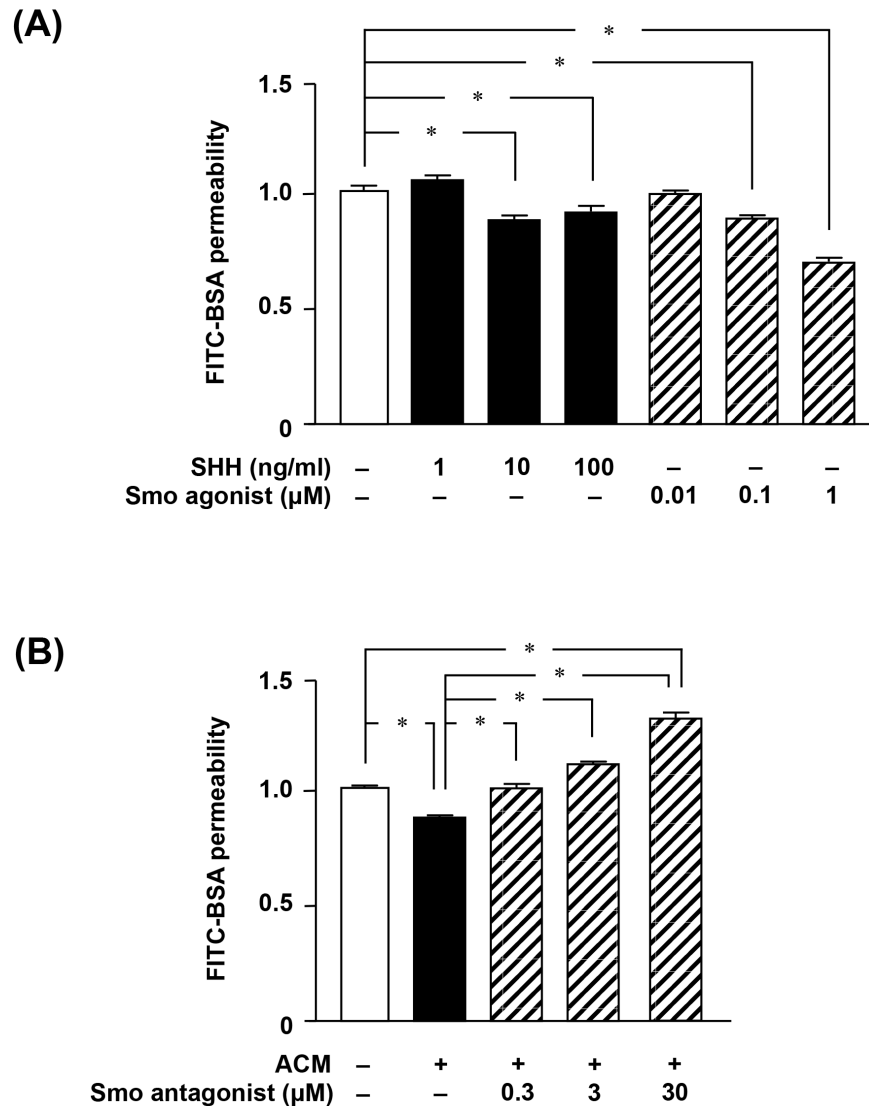 (A)
*
*
*
*
1.5
1.0
0.5
0
FITC-BSA permeability
SHH (ng/ml) – 1 10 100 – – –
Smo agonist (μM) – – – – 0.01 0.1 1
(B)
*
*
*
* *
1.5
1.0
0.5
0
FITC-BSA permeability
ACM – + + + +
Smo antagonist (μM) – – 0.3 3 30